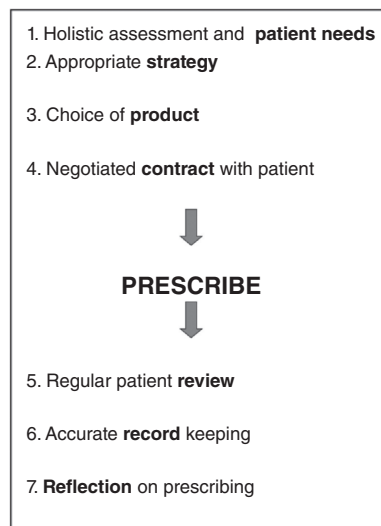 1. Holistic assessment and patient needs
2. Appropriate strategy
3. Choice of product
4. Negotiated contract with patient
PRESCRIBE
5. Regular patient review
6. Accurate record keeping
7. Reflection on prescribing